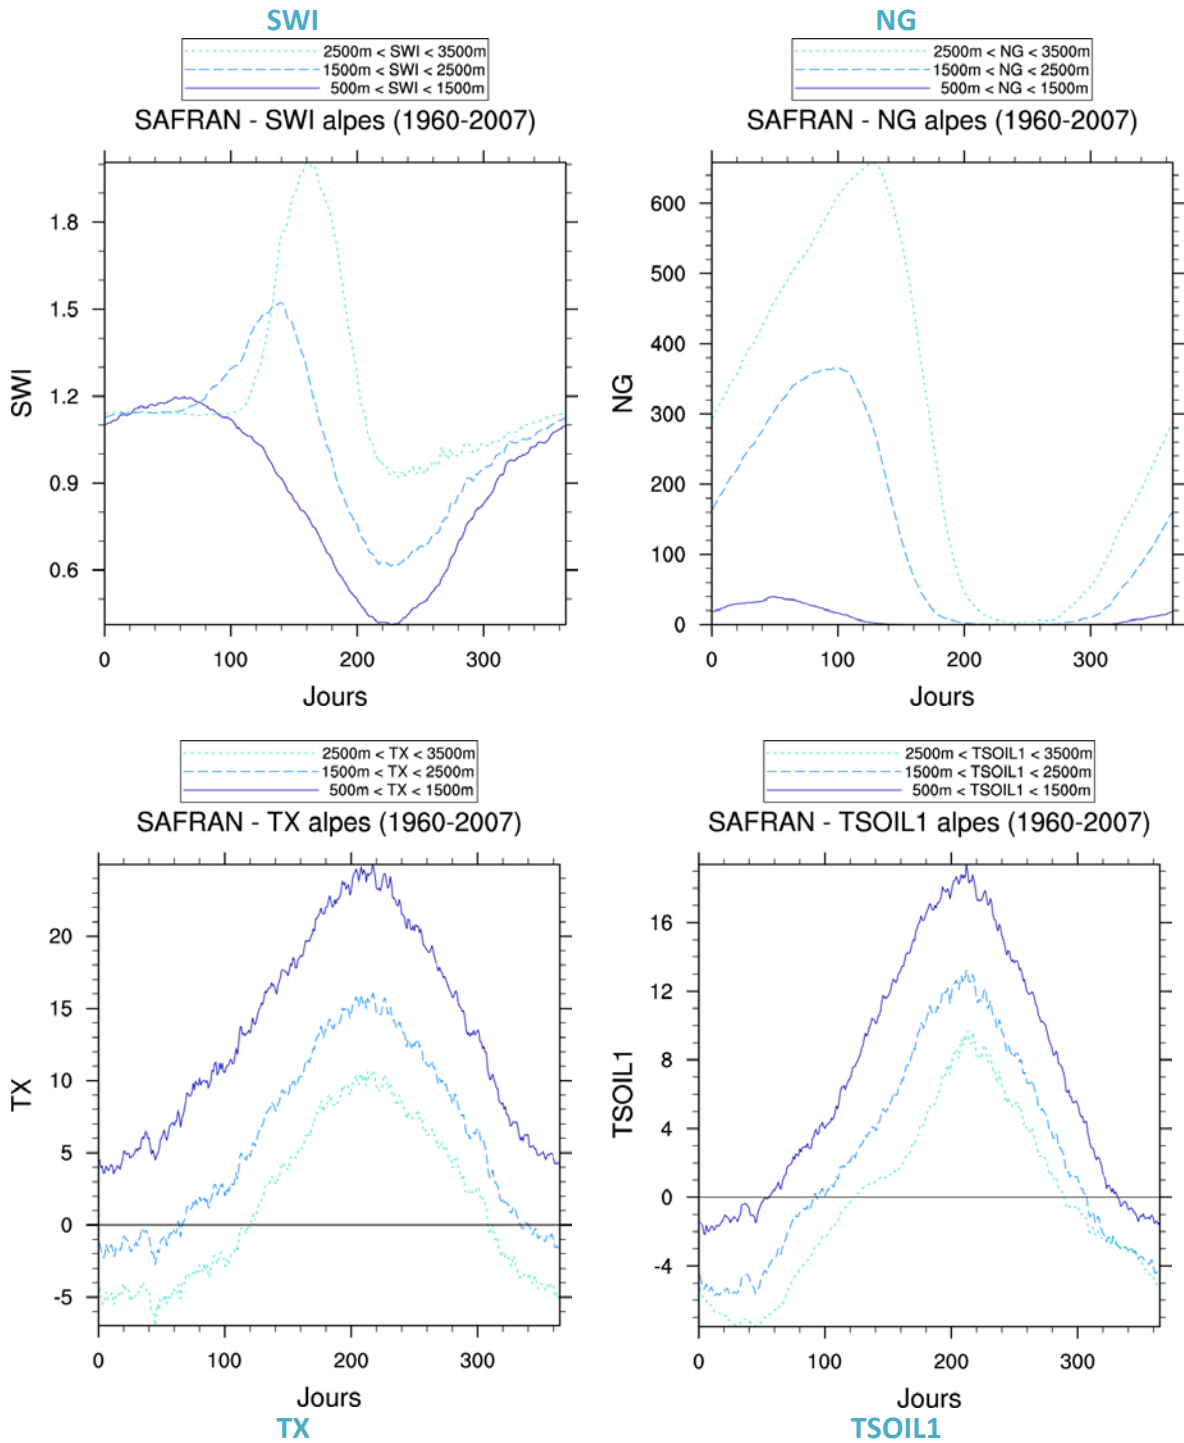 SWI
2500m < SWI < 3500m
1500m < SWI < 2500m
500m < SWI < 1500m
SAFRAN - SWI alpes (1960-2007)
1.8
1.5
1.2
0.9
0.6
SWI
0
100
200
300
Jours
NG
2500m < NG < 3500m
1500m < NG < 2500m
500m < NG < 1500m
SAFRAN - NG alpes (1960-2007)
600
500
400
300
200
100
0
NG
0
100
200
300
Jours
2500m < TX < 3500m
1500m < TX < 2500m
500m < TX < 1500m
SAFRAN - TX alpes (1960-2007)
20
15
10
5
0
-5
TX
0
100
200
300
Jours
TX
2500m < TSOIL1 < 3500m
1500m < TSOIL1 < 2500m
500m < TSOIL1 < 1500m
SAFRAN - TSOIL1 alpes (1960-2007)
16
12
8
4
0
-4
TSOIL1
0
100
200
300
Jours
TSOIL1